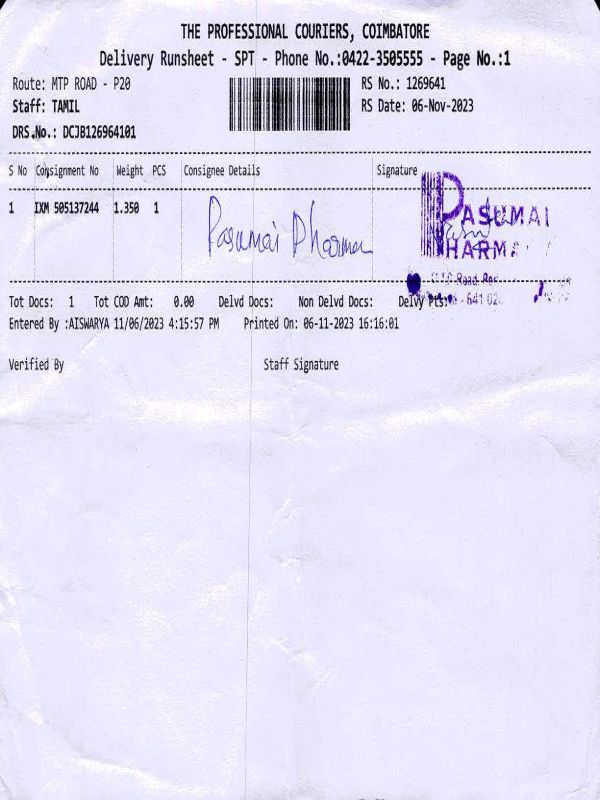 THE PROFESSIONAL COURIERS, COIMBATORE
Delivery Runsheet - SPT - Phone No.:0422-3505555 - Page No.:1
Route: MTP ROAD - P20 RS No.: 1269641
Staff: TAMIL RS Date: 06-Nov-2023
DRS.No.: DCJB126964101
S No Consignment No Weight PCS Consignee Details Signature
1 IXM 505137244 1.350 1 Pasumai Pharma
PASUMAI
PHARMA
Road
- 641 02
Tot Docs: 1 Tot COD Amt: 0.00 Delvd Docs: Non Delvd Docs: Delvy Pts:
Entered By :AISWARYA 11/06/2023 4:15:57 PM Printed On: 06-11-2023 16:16:01
Verified By Staff Signature